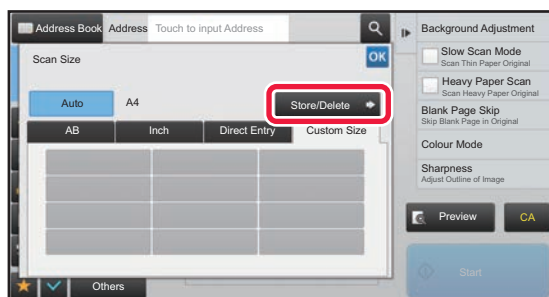 Address Book Address Touch to input Address
Scan Size OK
Auto A4 Store/Delete
AB Inch Direct Entry Custom Size
Others
Background Adjustment
Slow Scan Mode
Scan Thin Paper Original
Heavy Paper Scan
Scan Heavy Paper Original
Blank Page Skip
Skip Blank Page in Original
Colour Mode
Sharpness
Adjust Outline of Image
Preview CA
Start